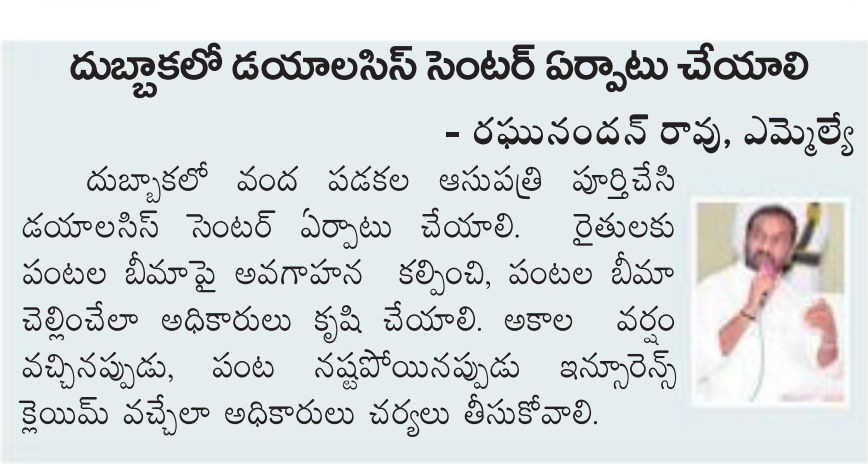 దుబ్బాకలో డయాలసిస్ సెంటర్ ఏర్పాటు చేయాలి
- రఘునందన్ రావు, ఎమ్మెల్యే
దుబ్బాకలో వంద పడకల ఆసుపత్రి పూర్తిచేసి
డయాలసిస్ సెంటర్ ఏర్పాటు చేయాలి. రైతులకు
పంటల బీమాపై అవగాహన కల్పించి, పంటల బీమా
చెల్లించేలా అధికారులు కృషి చేయాలి. అకాల వర్షం
వచ్చినప్పుడు, పంట నష్టపోయినప్పుడు ఇన్సూరెన్స్
క్లెయిమ్ వచ్చేలా అధికారులు చర్యలు తీసుకోవాలి.